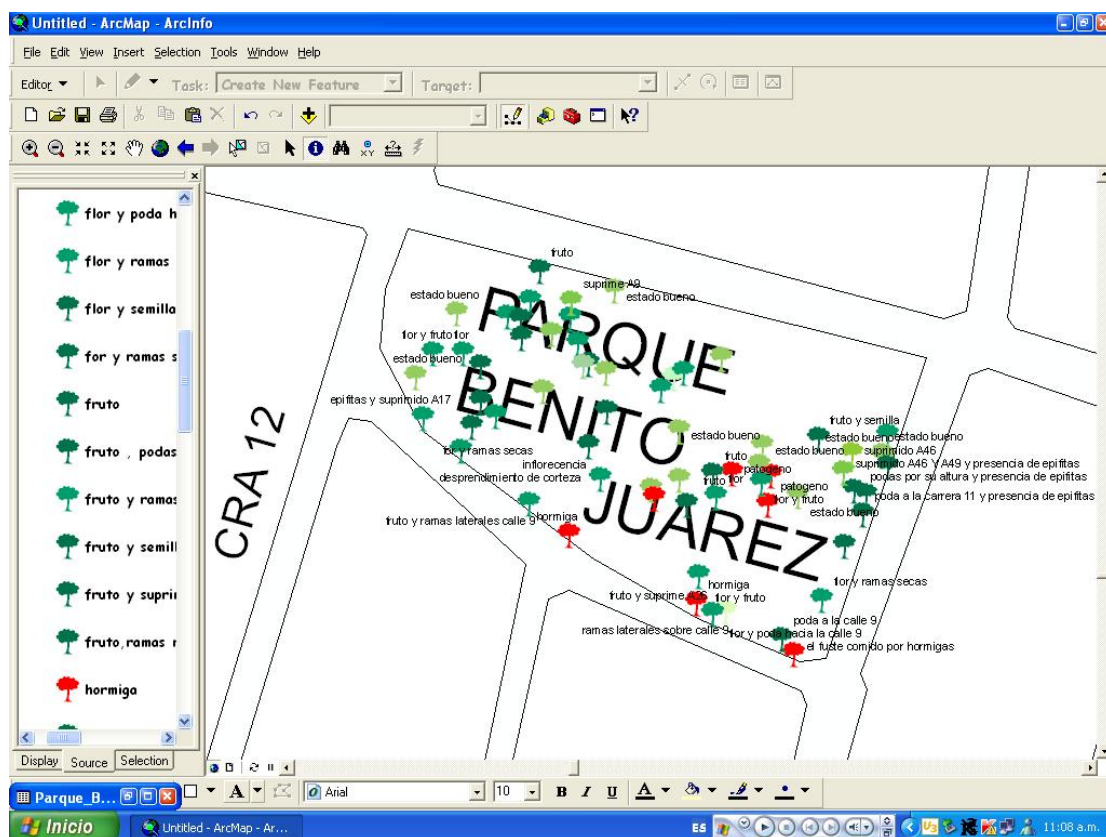 Untitled - ArcMap - ArcInfo
File Edit View Insert Selection Tools Window Help
Editor Task: Create New Feature Target:
flor y poda h
flor y ramas
flor y semilla
for y ramas s
fruto
fruto , podas
fruto y ramas
fruto y semill
fruto y suprir
fruto,ramas r
hormiga
Display Source Selection
fruto
suprime A9
estado bueno
estado bueno
for y fruto for
estado bueno
epifitas y suprimido A17
for y ramas secas
inflorecencia
desprendimiento de corteza
fruto y ramas laterales calle 9
hormiga
PARQUE
BENITO
JUAREZ
CRA 12
estado bueno
fruto
patogeno
fruto for
patogeno
for y fruto
fruto y semilla
estado bueno
estado bueno
estado bueno
suprimido A46
suprimido A46 Y A49 y presencia de epifitas
podas por su altura y presencia de epifitas
poda a la carrera 11 y presencia de epifitas
estado bueno
for y ramas secas
hormiga
fruto y suprime A26
for y fruto
ramas laterales sobre calle 9
poda a la calle 9
for y poda hacia la calle 9
el fuste comido por hormigas
Arial 10 B I U A
Parque_B...
Inicio Untitled - ArcMap - Ar... ES 11:08 a.m.